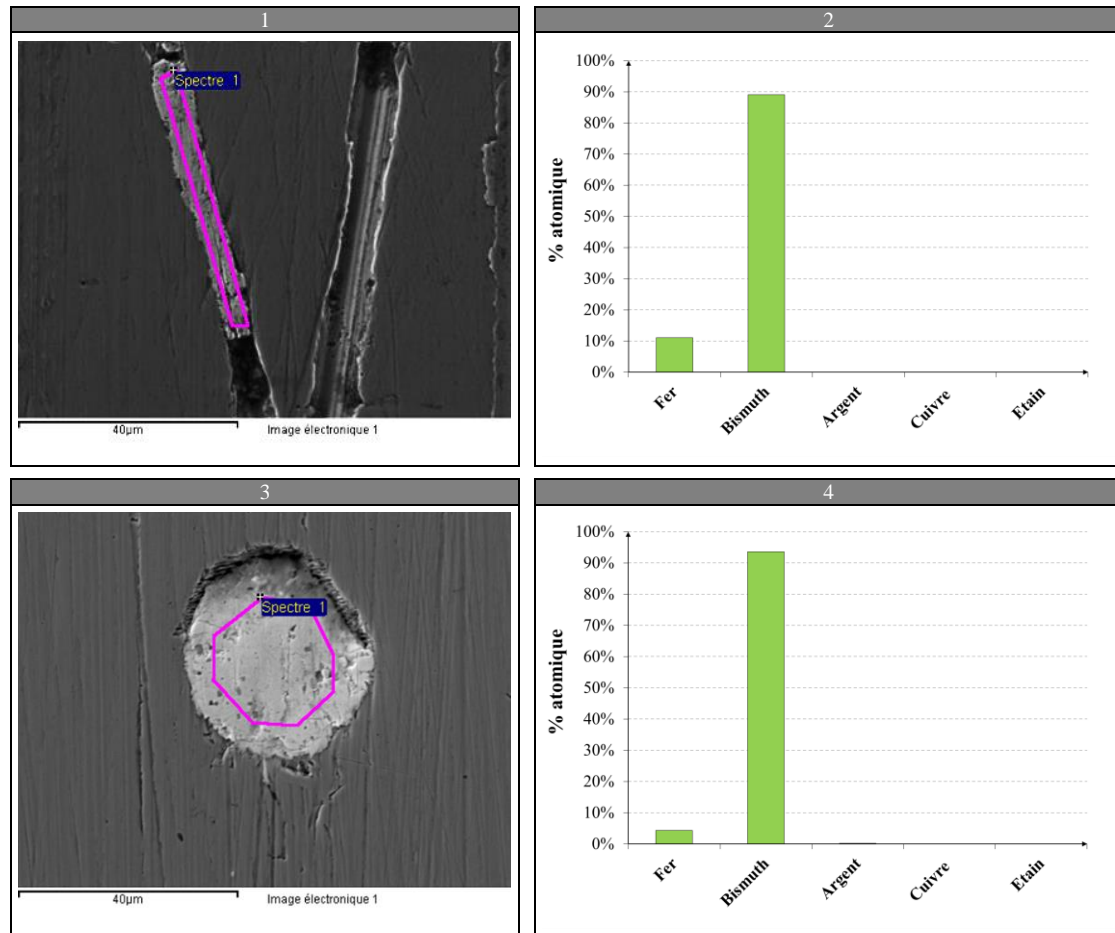 1
Spectre 1
40µm
Image électronique 1
2
% atomique
100%
90%
80%
70%
60%
50%
40%
30%
20%
10%
0%
Fer
Bismuth
Argent
Cuivre
Etain
3
Spectre 1
40µm
Image électronique 1
4
% atomique
100%
90%
80%
70%
60%
50%
40%
30%
20%
10%
0%
Fer
Bismuth
Argent
Cuivre
Etain